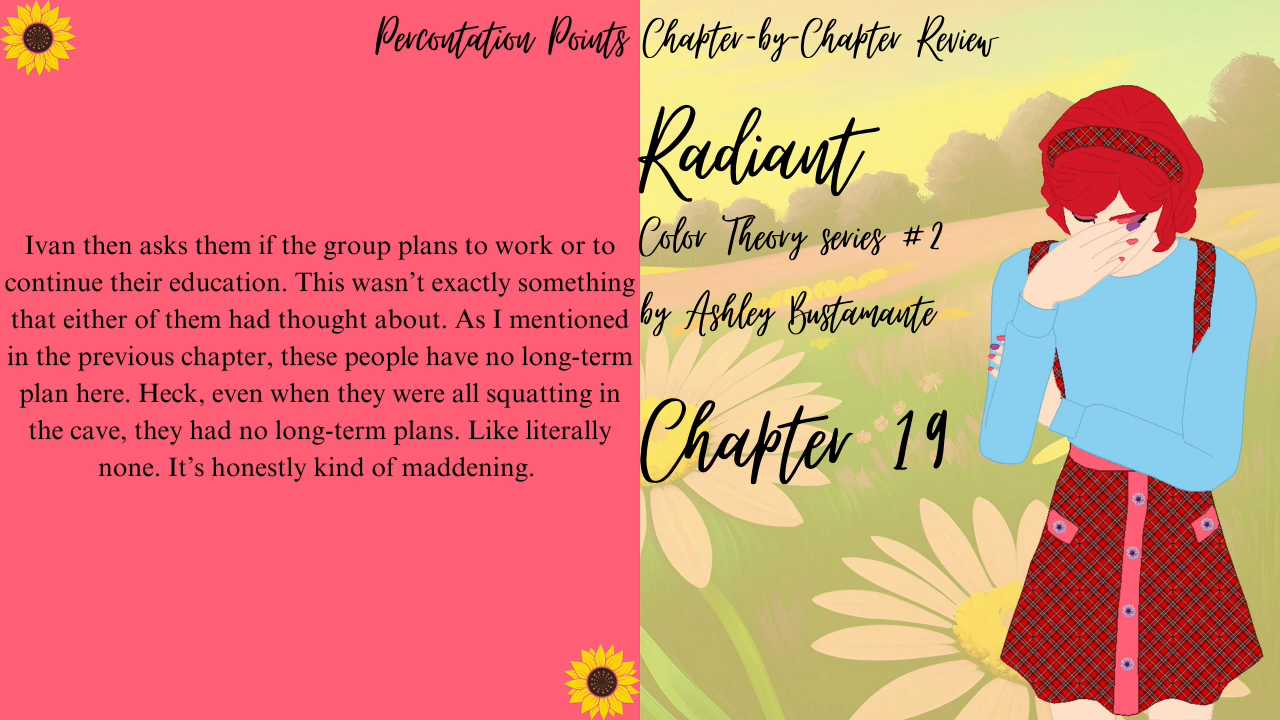 Percontation Points Chapter-by-Chapter Review
Ivan then asks them if the group plans to work or to
continue their education. This wasn’t exactly something
that either of them had thought about. As I mentioned
in the previous chapter, these people have no long-term
plan here. Heck, even when they were all squatting in
the cave, they had no long-term plans. Like literally
none. It’s honestly kind of maddening.
Radiant
Color Theory series #2
by Ashley Bustamante
Chapter 19